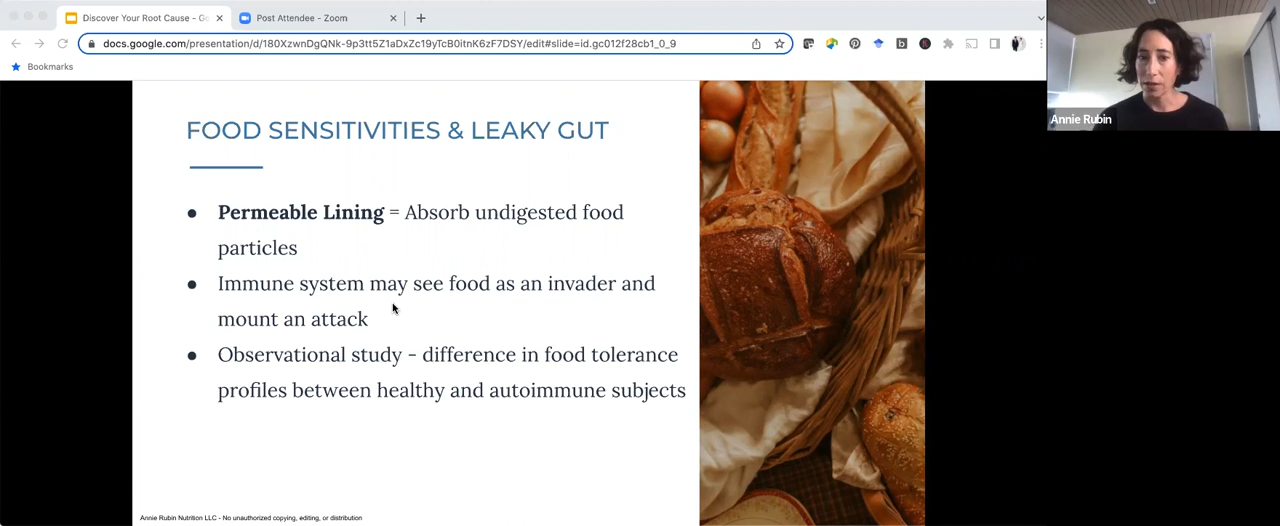 Discover Your Root Cause - Go
Post Attendee - Zoom
docs.google.com/presentation/d/180XzwnDgQNk-9p3tt5Z1aDxZc19yTcB0itnK6zF7DSY/edit#slide=id.gc012f28cb1_0_9
Bookmarks
Annie Rubin
FOOD SENSITIVITIES & LEAKY GUT
● Permeable Lining = Absorb undigested food
particles
● Immune system may see food as an invader and
mount an attack
● Observational study - difference in food tolerance
profiles between healthy and autoimmune subjects
Annie Rubin Nutrition LLC - No unauthorized copying, editing, or distribution